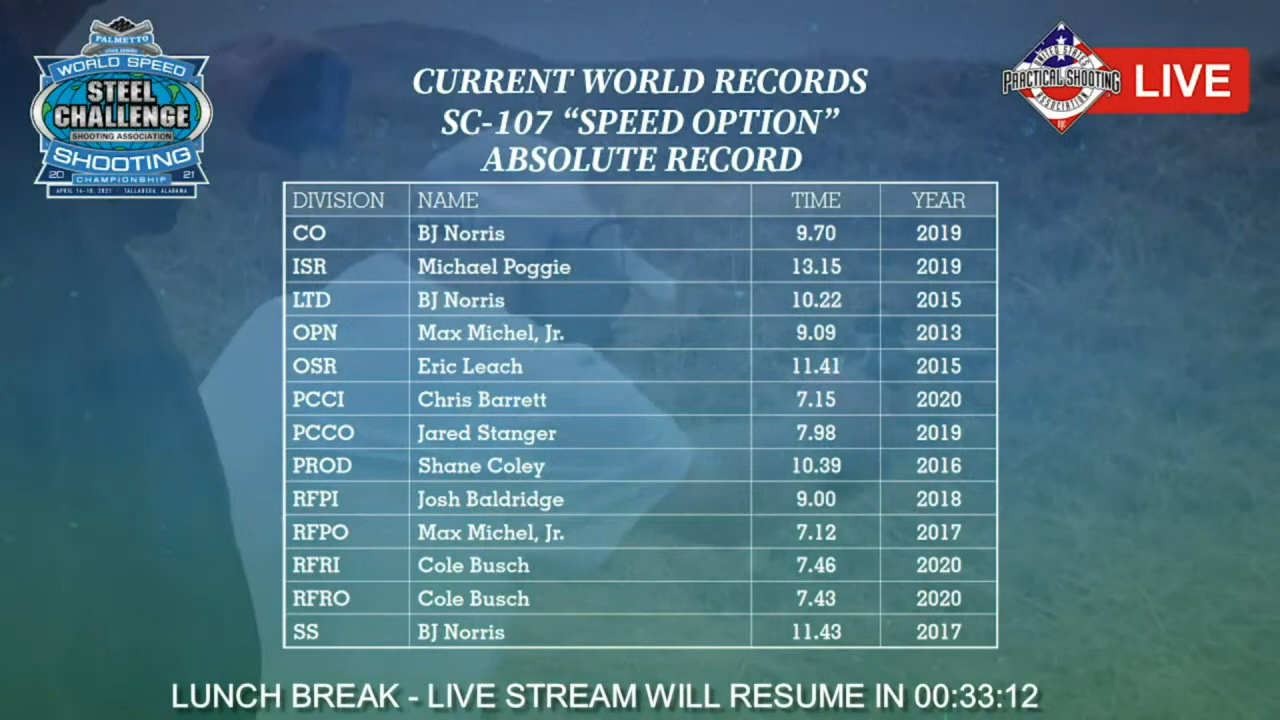 PALMETTO
STATE ARMORY
WORLD SPEED
STEEL
CHALLENGE
SHOOTING ASSOCIATION
SHOOTING
20 21
CHAMPIONSHIP
UNITED STATES
PRACTICAL SHOOTING
ASSOCIATION
LIVE
CURRENT WORLD RECORDS
SC-107 “SPEED OPTION”
ABSOLUTE RECORD
DIVISION NAME TIME YEAR
CO BJ Norris 9.70 2019
ISR Michael Poggie 13.15 2019
LTD BJ Norris 10.22 2015
OPN Max Michel, Jr. 9.09 2013
OSR Eric Leach 11.41 2015
PCCI Chris Barrett 7.15 2020
PCCO Jared Stanger 7.98 2019
PROD Shane Coley 10.39 2016
RFPI Josh Baldridge 9.00 2018
RFPO Max Michel, Jr. 7.12 2017
RFRI Cole Busch 7.46 2020
RFRO Cole Busch 7.43 2020
SS BJ Norris 11.43 2017
LUNCH BREAK - LIVE STREAM WILL RESUME IN 00:33:12